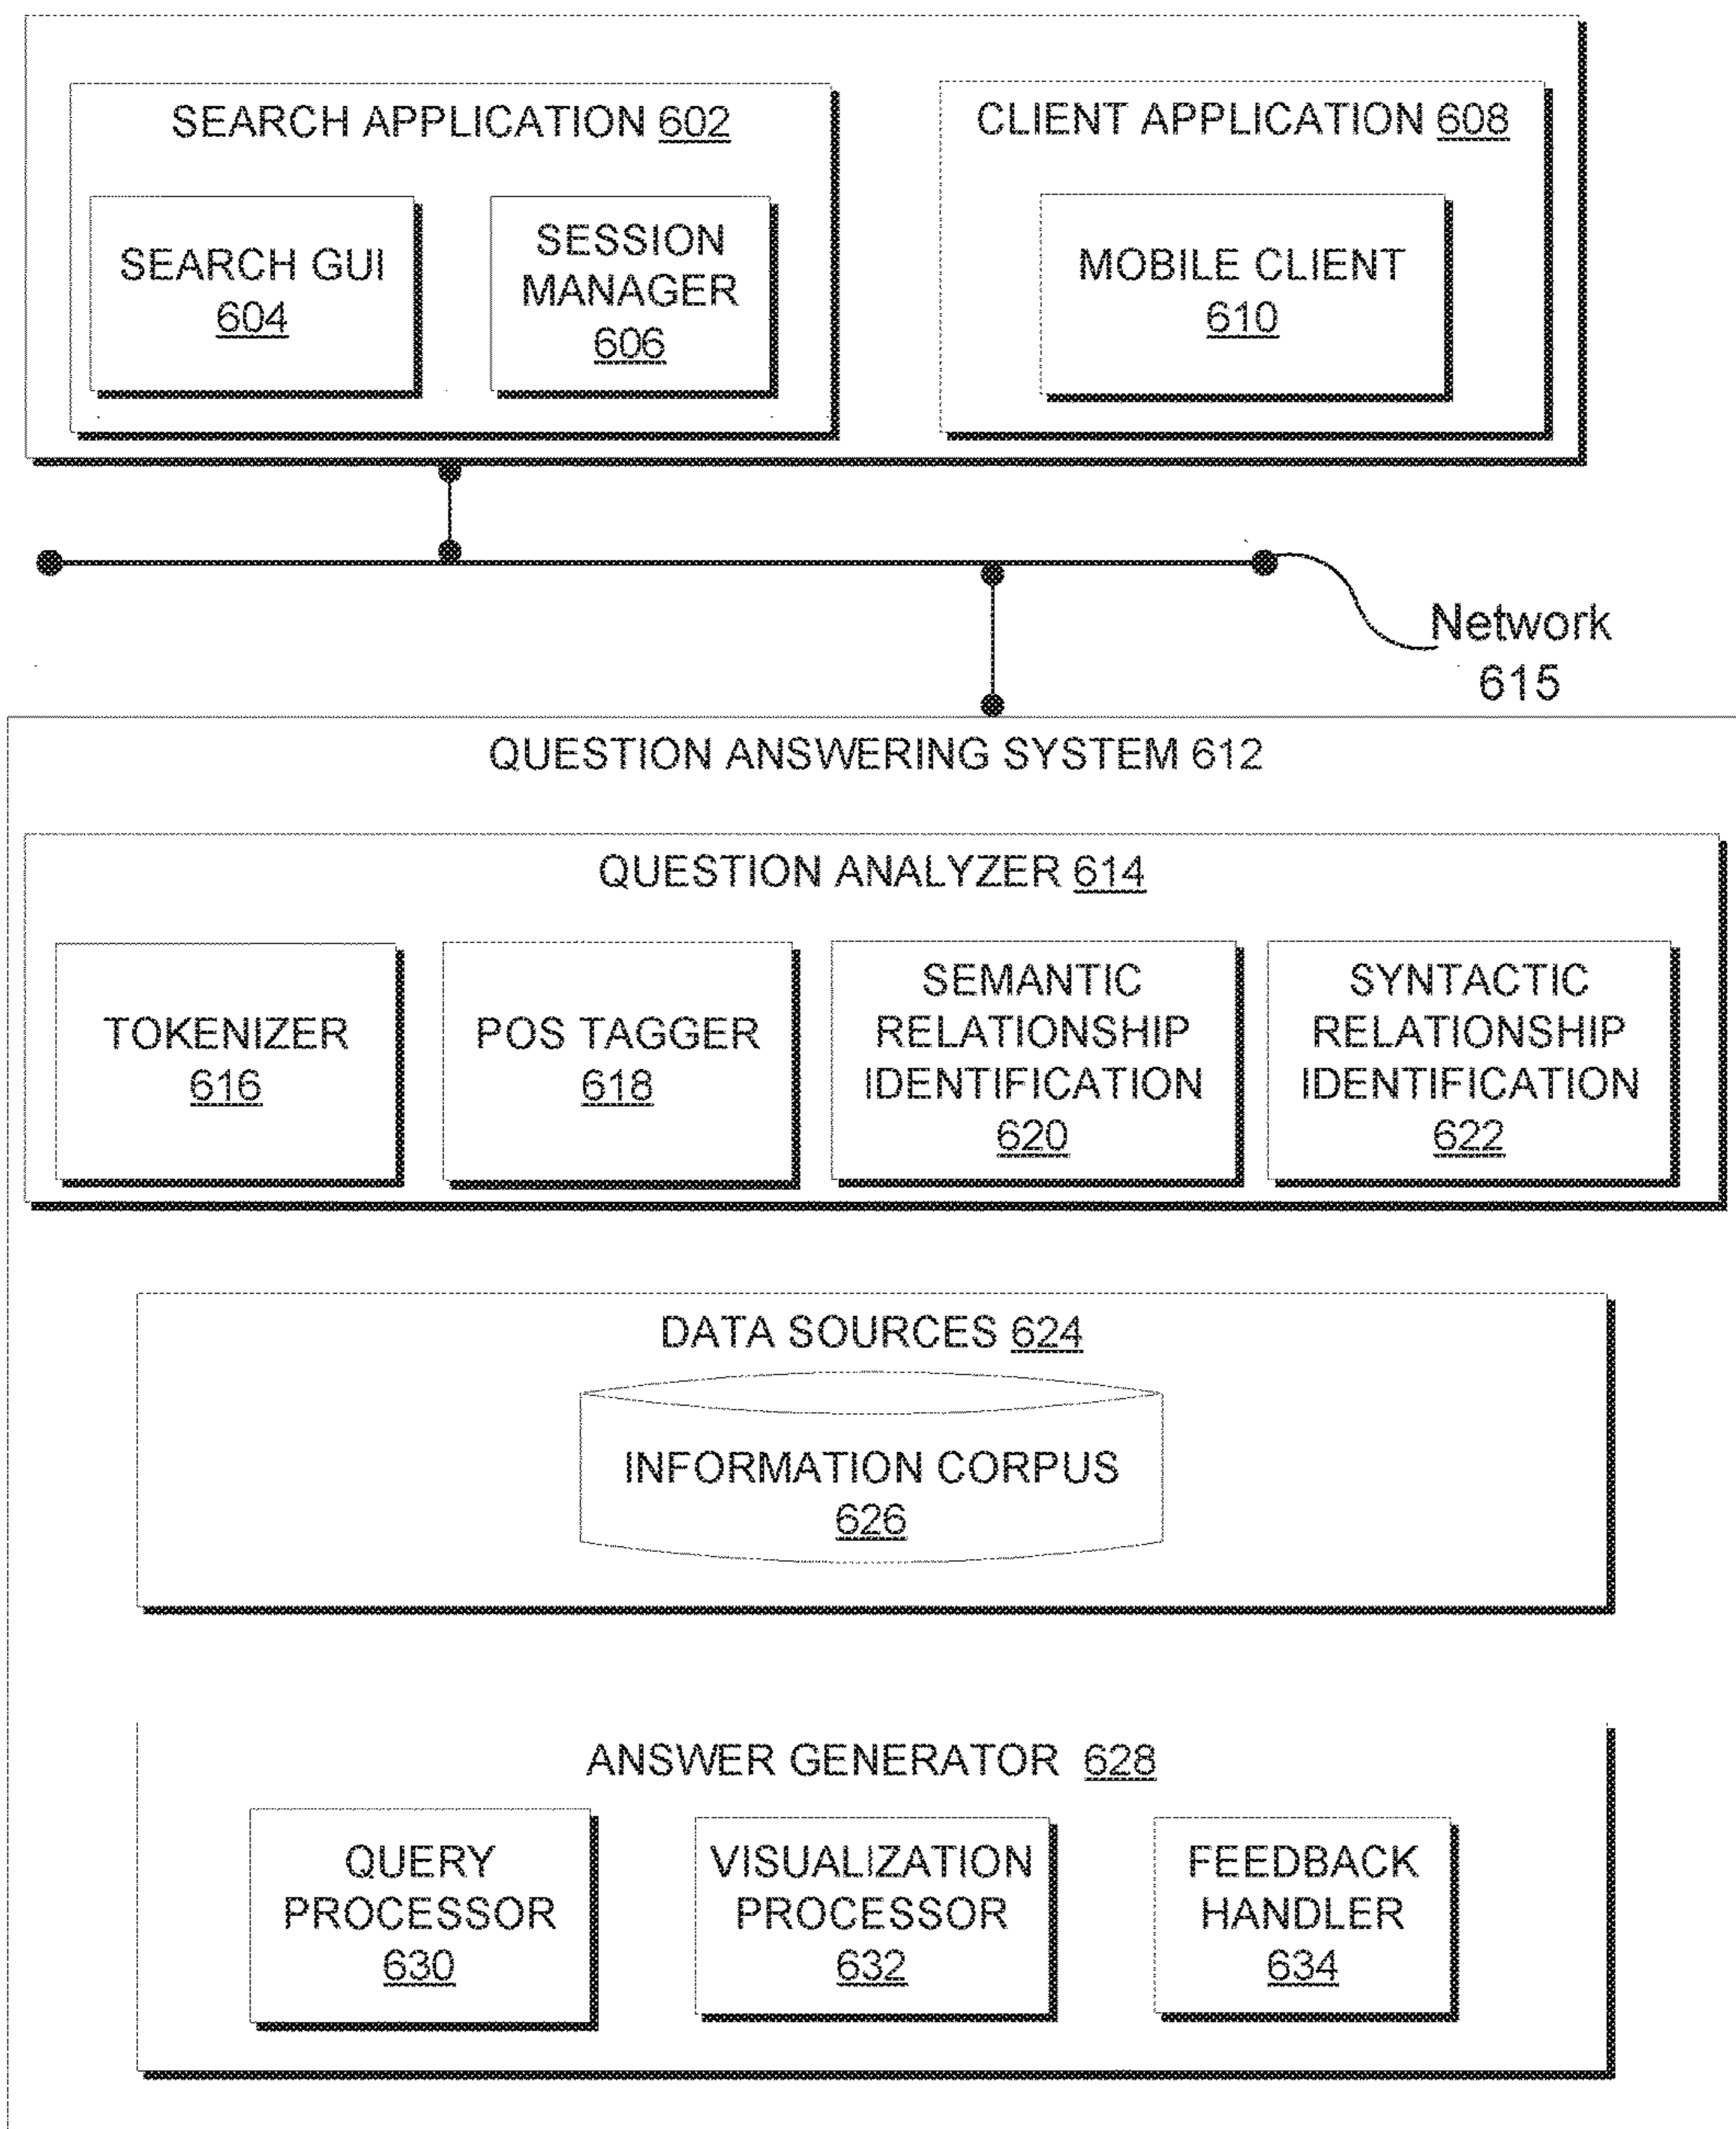 SEARCH APPLICATION 602
SEARCH GUI
604
SESSION
MANAGER
606
CLIENT APPLICATION 608
MOBILE CLIENT
610
Network
615
QUESTION ANSWERING SYSTEM 612
QUESTION ANALYZER 614
TOKENIZER
616
POS TAGGER
618
SEMANTIC
RELATIONSHIP
IDENTIFICATION
620
SYNTACTIC
RELATIONSHIP
IDENTIFICATION
622
DATA SOURCES 624
INFORMATION CORPUS
626
ANSWER GENERATOR 628
QUERY
PROCESSOR
630
VISUALIZATION
PROCESSOR
632
FEEDBACK
HANDLER
634